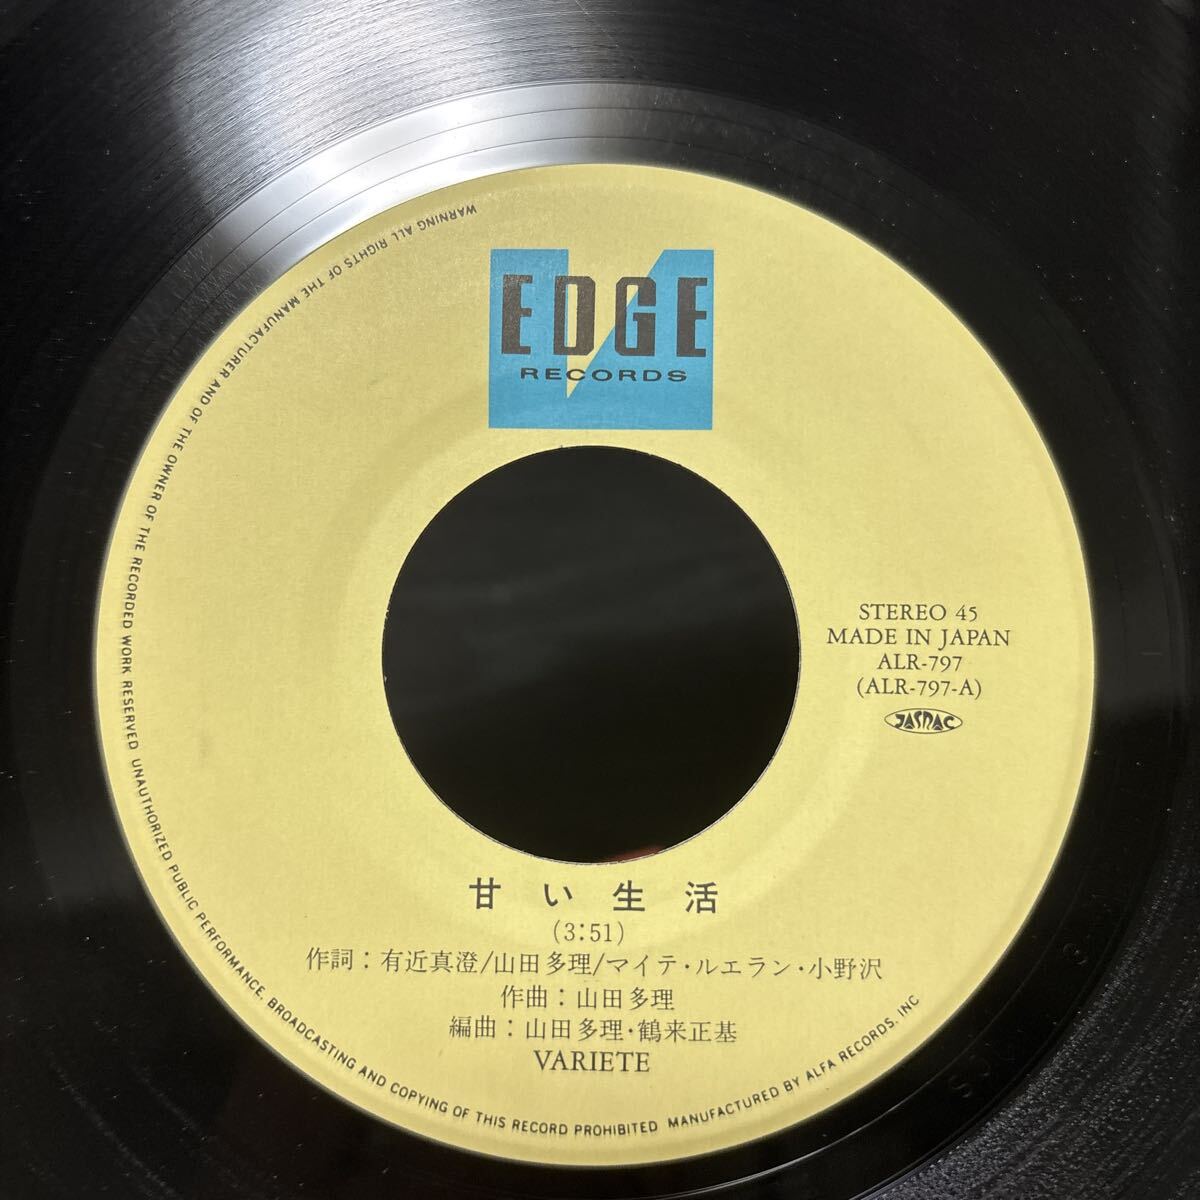 EDGE
RECORDS
STEREO 45
MADE IN JAPAN
ALR-797
(ALR-797-A)
JASRAC
甘い生活
(3:51)
作詞:有近真澄/山田多理/マイテ・ルエラン・小野沢
作曲:山田多理
編曲:山田多理・鶴来正基
VARIETE
WARNING ALL RIGHTS OF THE MANUFACTURER AND OF THE OWNER OF THE RECORDED WORK RESERVED UNAUTHORIZED PUBLIC PERFORMANCE, BROADCASTING AND COPYING OF THIS RECORD PROHIBITED MANUFACTURED BY ALFA RECORDS, INC